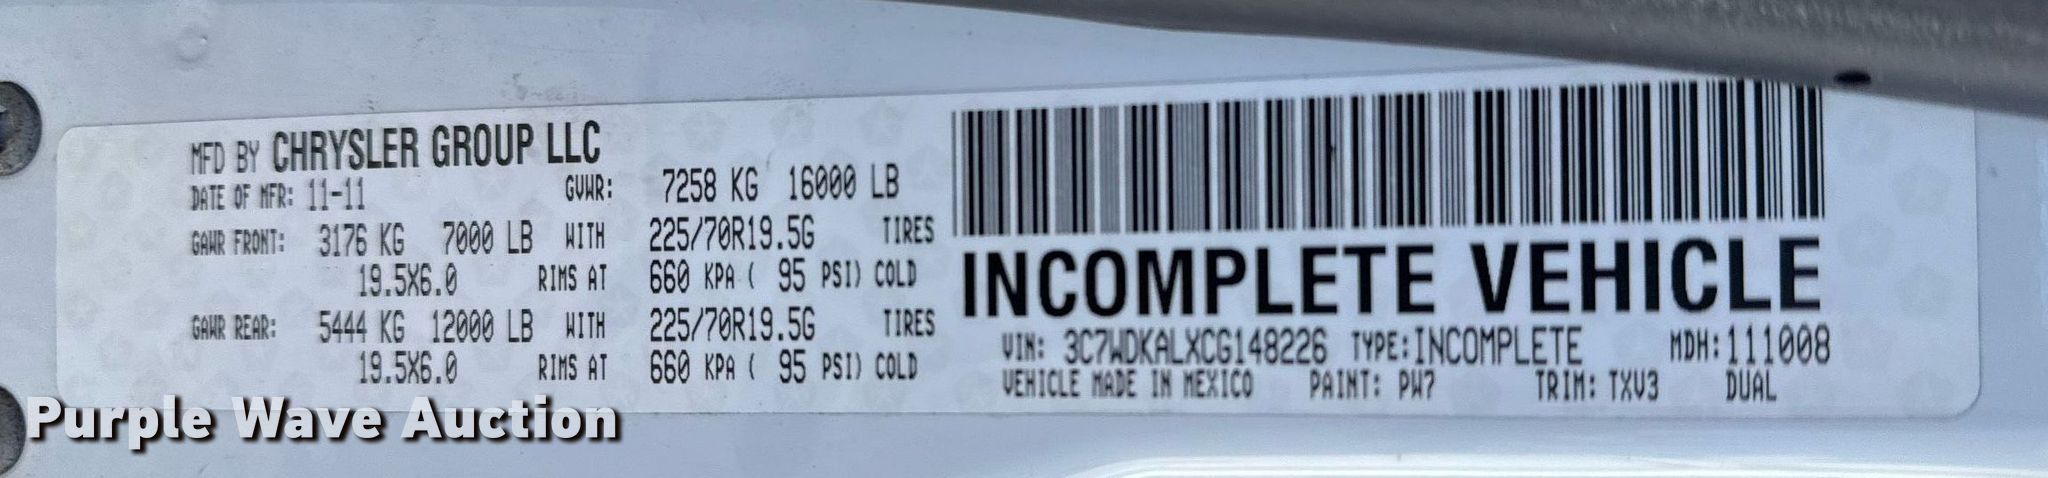 MFD BY CHRYSLER GROUP LLC
DATE OF MFR: 11-11 GVWR: 7258 KG 16000 LB
GAWR FRONT: 3176 KG 7000 LB WITH 225/70R19.5G TIRES
19.5X6.0 RIMS AT 660 KPA ( 95 PSI) COLD
GAWR REAR: 5444 KG 12000 LB WITH 225/70R19.5G TIRES
19.5X6.0 RIMS AT 660 KPA ( 95 PSI) COLD
INCOMPLETE VEHICLE
VIN: 3C7WDKALXCG148226 TYPE:INCOMPLETE MDH:111008
VEHICLE MADE IN MEXICO PAINT: PW7 TRIM: TXV3 DUAL
Purple Wave Auction